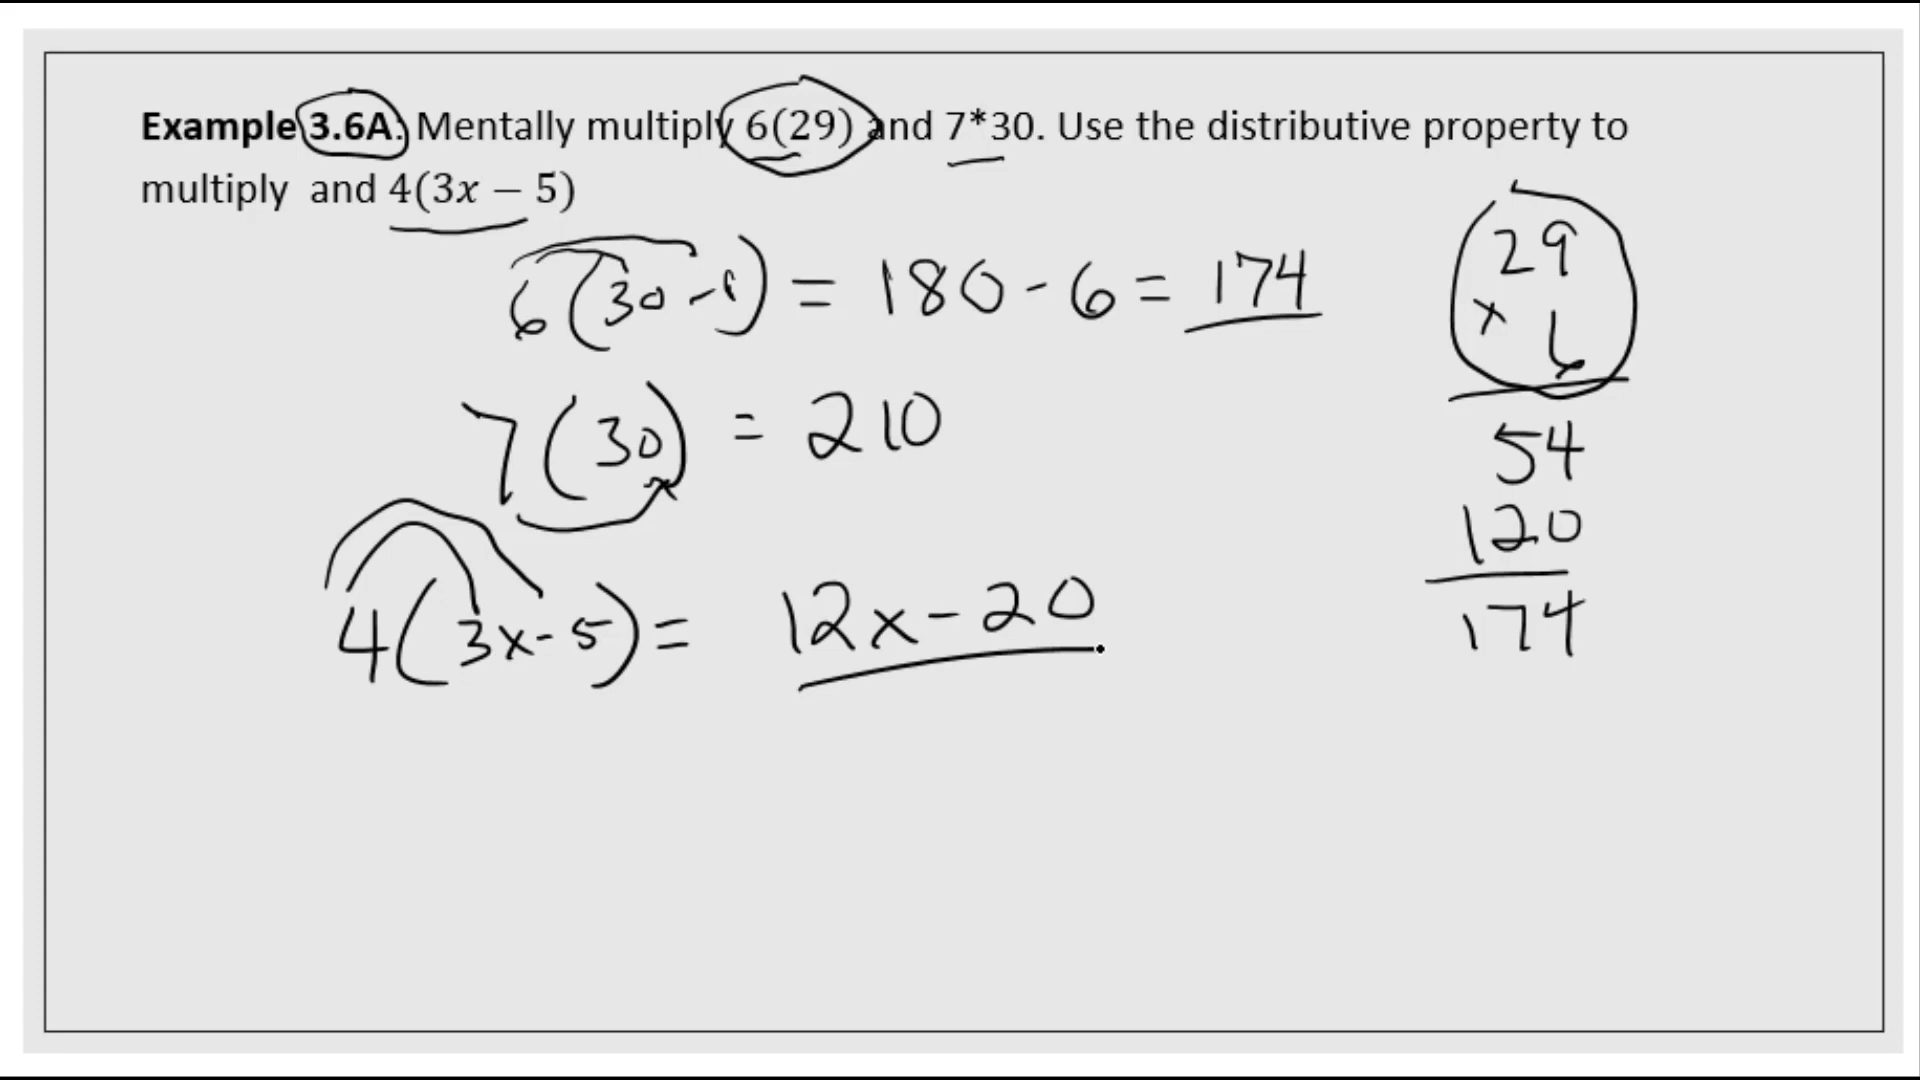 Example 3.6A. Mentally multiply 6(29) and 7*30. Use the distributive property to
multiply and 4(3x − 5)
6(30-1) = 180-6 = 174
7(30) = 210
4(3x-5) = 12x-20
29
x 6
54
120
174